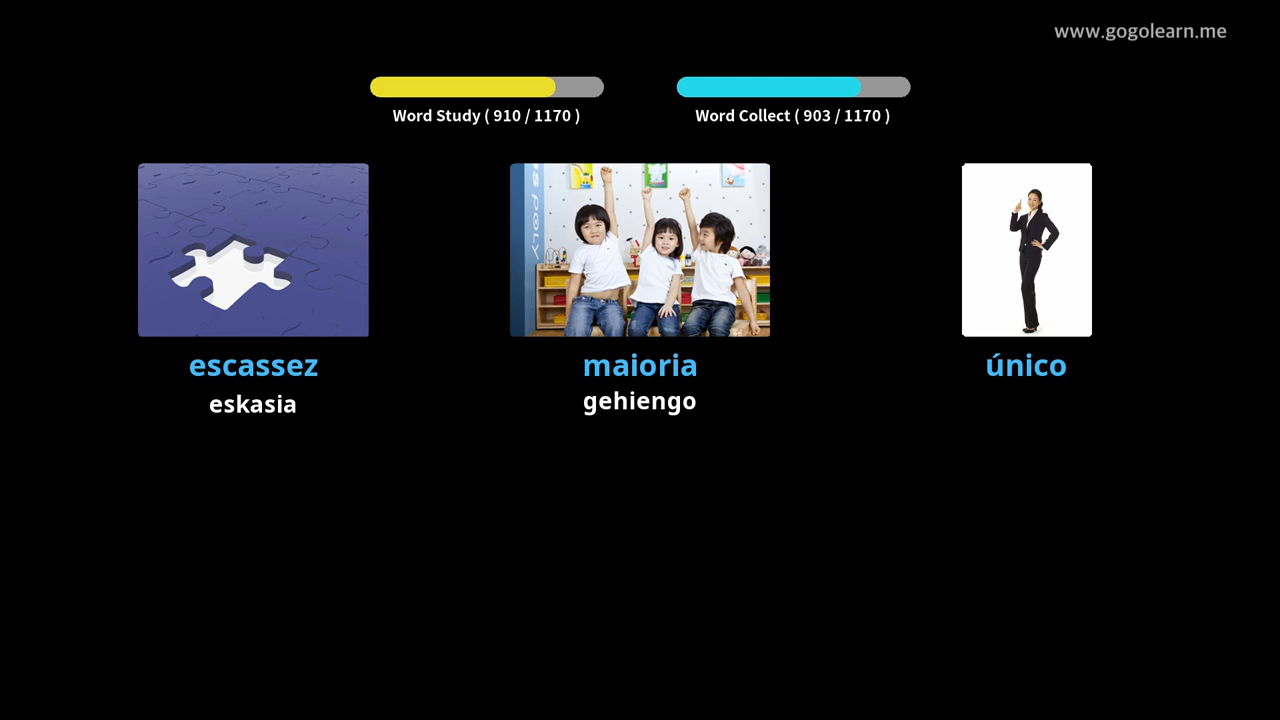 www.gogolearn.me
Word Study ( 910 / 1170 )
Word Collect ( 903 / 1170 )
escassez
eskasia
maioria
gehiengo
único